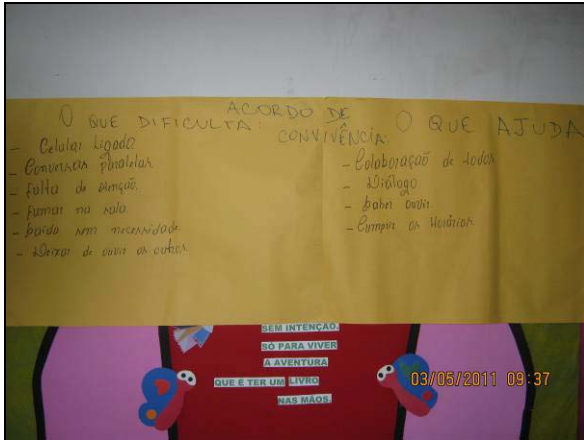 ACORDO DE
CONVIVÊNCIA:
O QUE DIFICULTA:
- Celular ligado
- Conversas paralelas
- Falta de atenção
- Fumar na sala
- Saída sem necessidade
- Deixar de ouvir os outros
O QUE AJUDA
- Colaboração de todos
- Diálogo
- Saber ouvir
- Cumprir os Horários
SEM INTENÇÃO.
SÓ PARA VIVER
A AVENTURA
QUE É TER UM LIVRO
NAS MÃOS.
03/05/2011 09:37